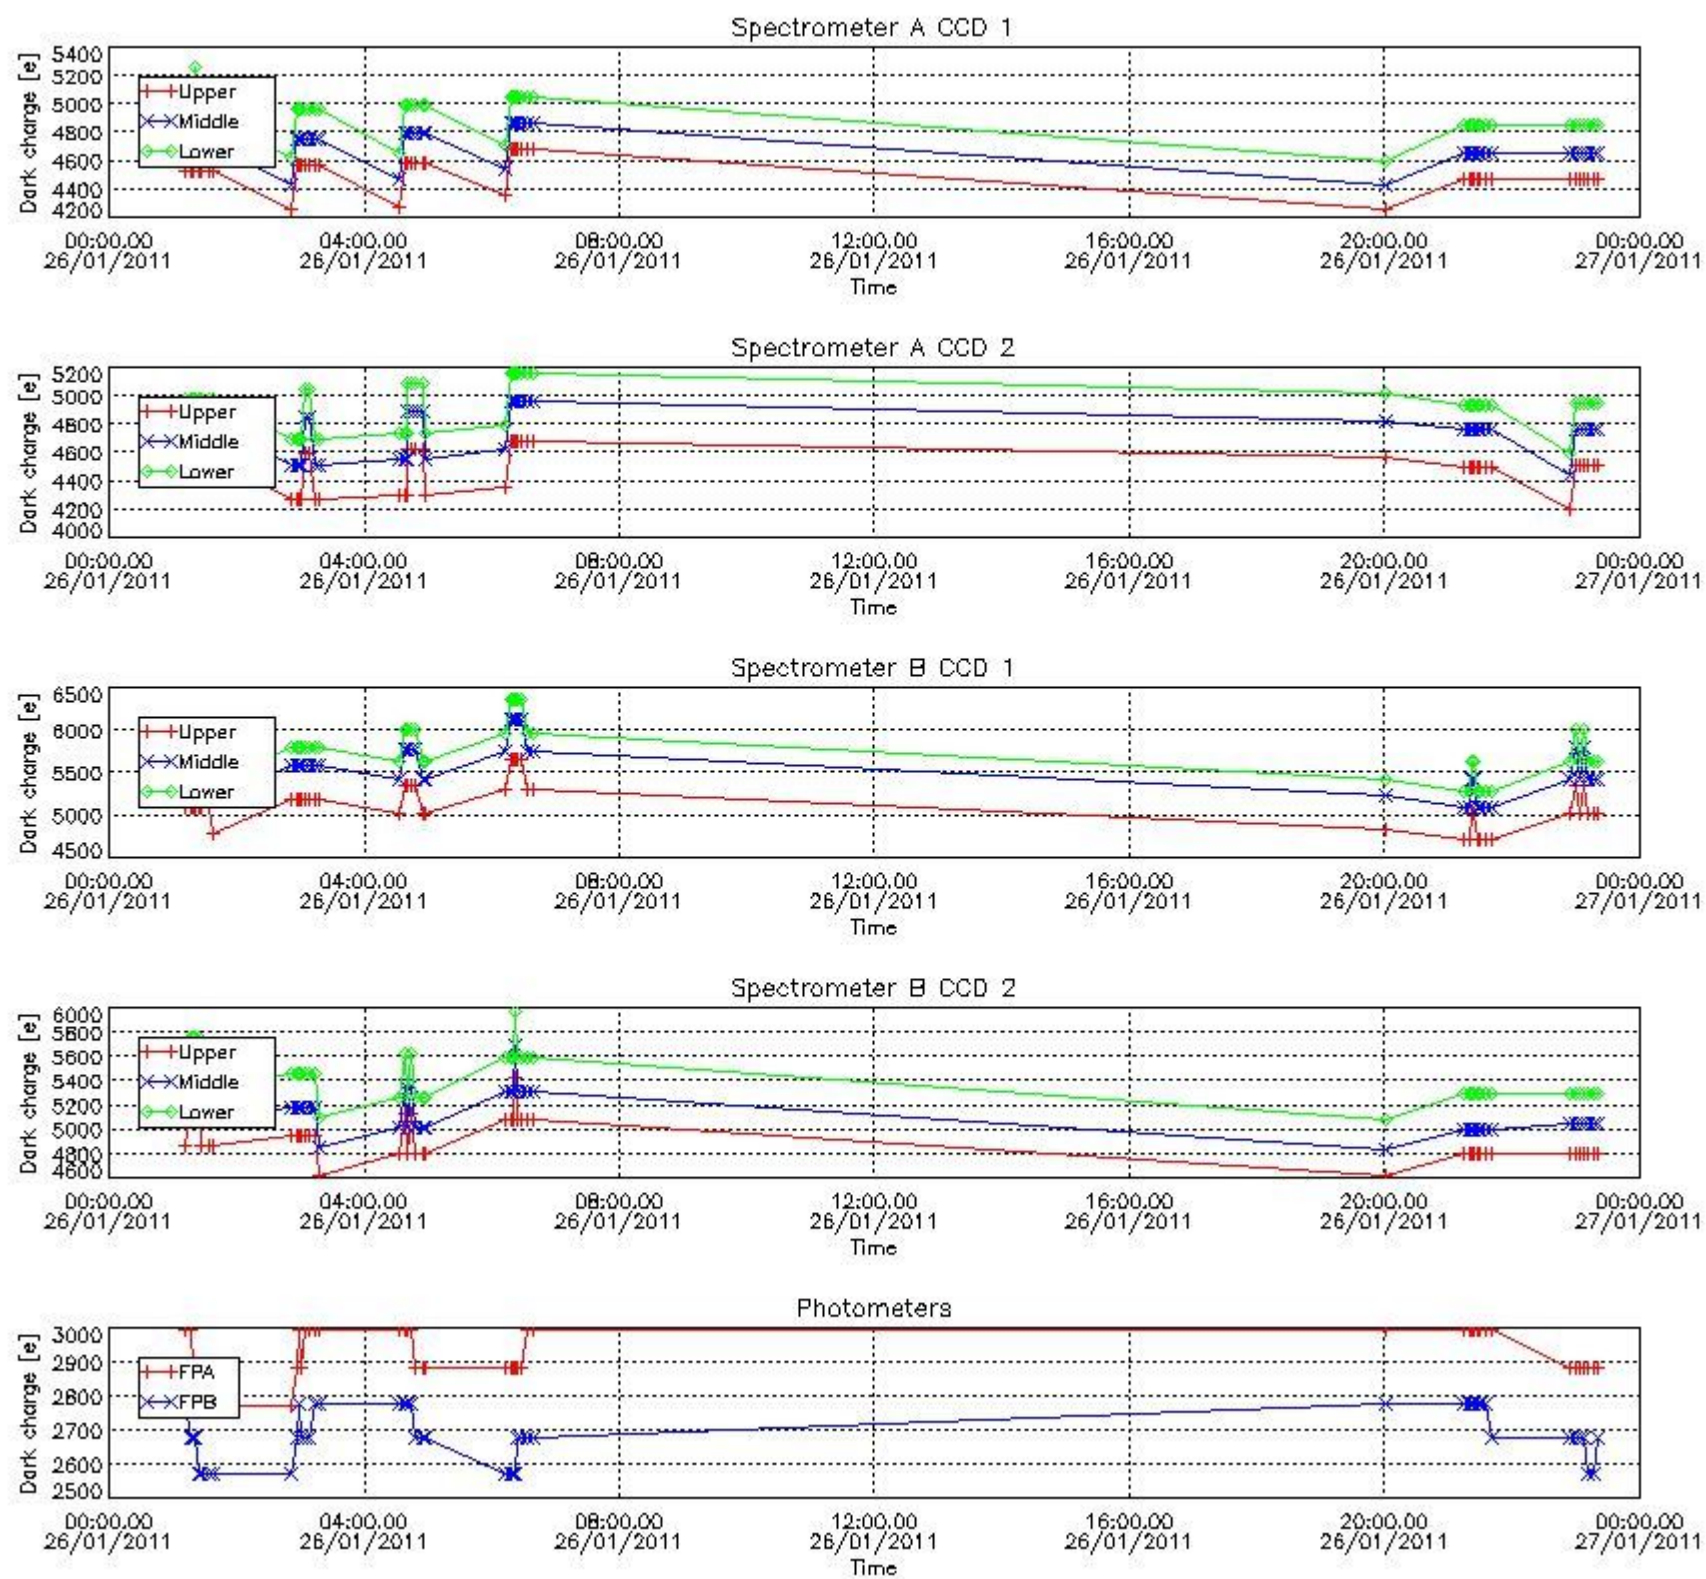 Spectrometer A CCD 1
Dark charge [e]
5400
5200
5000
4800
4600
4400
4200
Upper
Middle
Lower
00:00.00 04:00.00 08:00.00 12:00.00 16:00.00 20:00.00 00:00.00
26/01/2011 26/01/2011 26/01/2011 26/01/2011 26/01/2011 26/01/2011 27/01/2011
Time
Spectrometer A CCD 2
Dark charge [e]
5200
5000
4800
4600
4400
4200
4000
Upper
Middle
Lower
00:00.00 04:00.00 08:00.00 12:00.00 16:00.00 20:00.00 00:00.00
26/01/2011 26/01/2011 26/01/2011 26/01/2011 26/01/2011 26/01/2011 27/01/2011
Time
Spectrometer B CCD 1
Dark charge [e]
6500
6000
5500
5000
4500
Upper
Middle
Lower
00:00.00 04:00.00 08:00.00 12:00.00 16:00.00 20:00.00 00:00.00
26/01/2011 26/01/2011 26/01/2011 26/01/2011 26/01/2011 26/01/2011 27/01/2011
Time
Spectrometer B CCD 2
Dark charge [e]
6000
5800
5600
5400
5200
5000
4800
4600
Upper
Middle
Lower
00:00.00 04:00.00 08:00.00 12:00.00 16:00.00 20:00.00 00:00.00
26/01/2011 26/01/2011 26/01/2011 26/01/2011 26/01/2011 26/01/2011 27/01/2011
Time
Photometers
Dark charge [e]
3000
2900
2800
2700
2600
2500
FPA
FPB
00:00.00 04:00.00 08:00.00 12:00.00 16:00.00 20:00.00 00:00.00
26/01/2011 26/01/2011 26/01/2011 26/01/2011 26/01/2011 26/01/2011 27/01/2011
Time